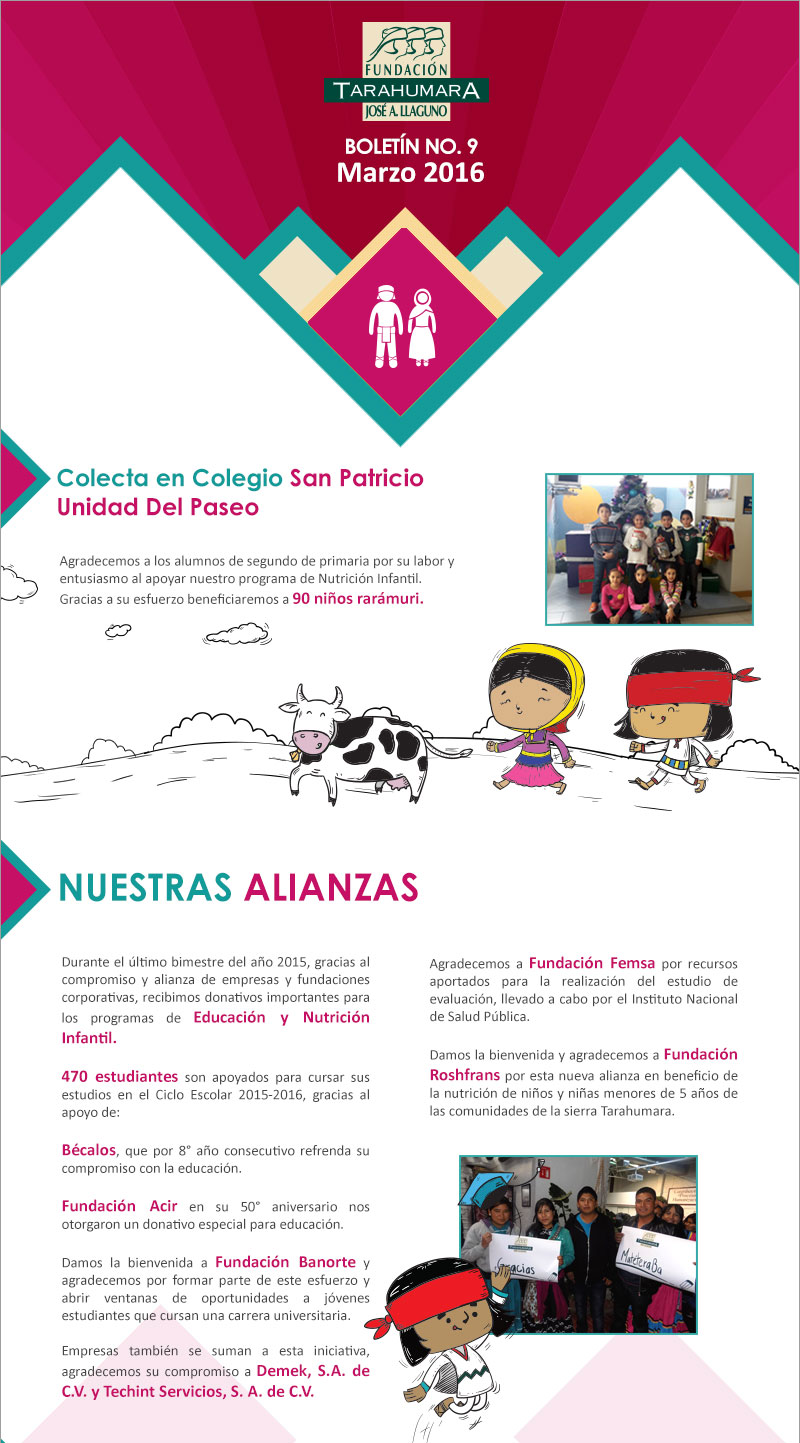 FUNDACIÓN
TARAHUMARA
JOSÉ A. LLAGUNO
BOLETÍN NO. 9
Marzo 2016
Colecta en Colegio San Patricio
Unidad Del Paseo
Agradecemos a los alumnos de segundo de primaria por su labor y
entusiasmo al apoyar nuestro programa de Nutrición Infantil.
Gracias a su esfuerzo beneficiaremos a 90 niños rarámuri.
NUESTRAS ALIANZAS
Durante el último bimestre del año 2015, gracias al
compromiso y alianza de empresas y fundaciones
corporativas, recibimos donativos importantes para
los programas de Educación y Nutrición
Infantil.
470 estudiantes son apoyados para cursar sus
estudios en el Ciclo Escolar 2015-2016, gracias al
apoyo de:
Bécalos, que por 8° año consecutivo refrenda su
compromiso con la educación.
Fundación Acir en su 50° aniversario nos
otorgaron un donativo especial para educación.
Damos la bienvenida a Fundación Banorte y
agradecemos por formar parte de este esfuerzo y
abrir ventanas de oportunidades a jóvenes
estudiantes que cursan una carrera universitaria.
Empresas también se suman a esta iniciativa,
agradecemos su compromiso a Demek, S.A. de
C.V. y Techint Servicios, S. A. de C.V.
Agradecemos a Fundación Femsa por recursos
aportados para la realización del estudio de
evaluación, llevado a cabo por el Instituto Nacional
de Salud Pública.
Damos la bienvenida y agradecemos a Fundación
Roshfrans por esta nueva alianza en beneficio de
la nutrición de niños y niñas menores de 5 años de
las comunidades de la sierra Tarahumara.
Gracias
MatéteraBa